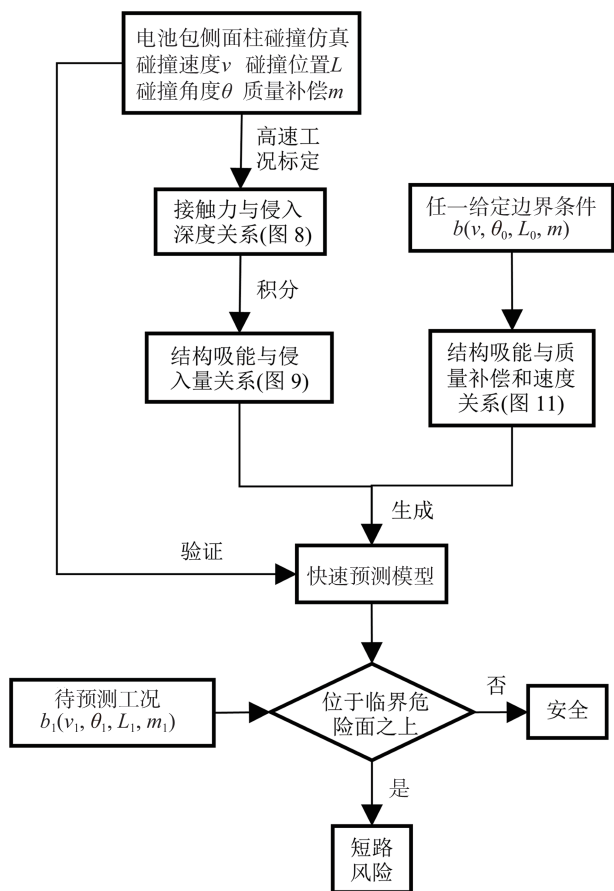 电池包侧面柱碰撞仿真
碰撞速度v 碰撞位置L
碰撞角度θ 质量补偿m
高速工
况标定
接触力与侵入
深度关系(图 8)
任一给定边界条件
b(v, θ₀, L₀, m)
积分
结构吸能与侵
入量关系(图 9)
结构吸能与质
量补偿和速度
关系(图 11)
生成
验证
快速预测模型
待预测工况
b₁(v₁, θ₁, L₁, m₁)
位于临界危
险面之上
否
安全
是
短路
风险